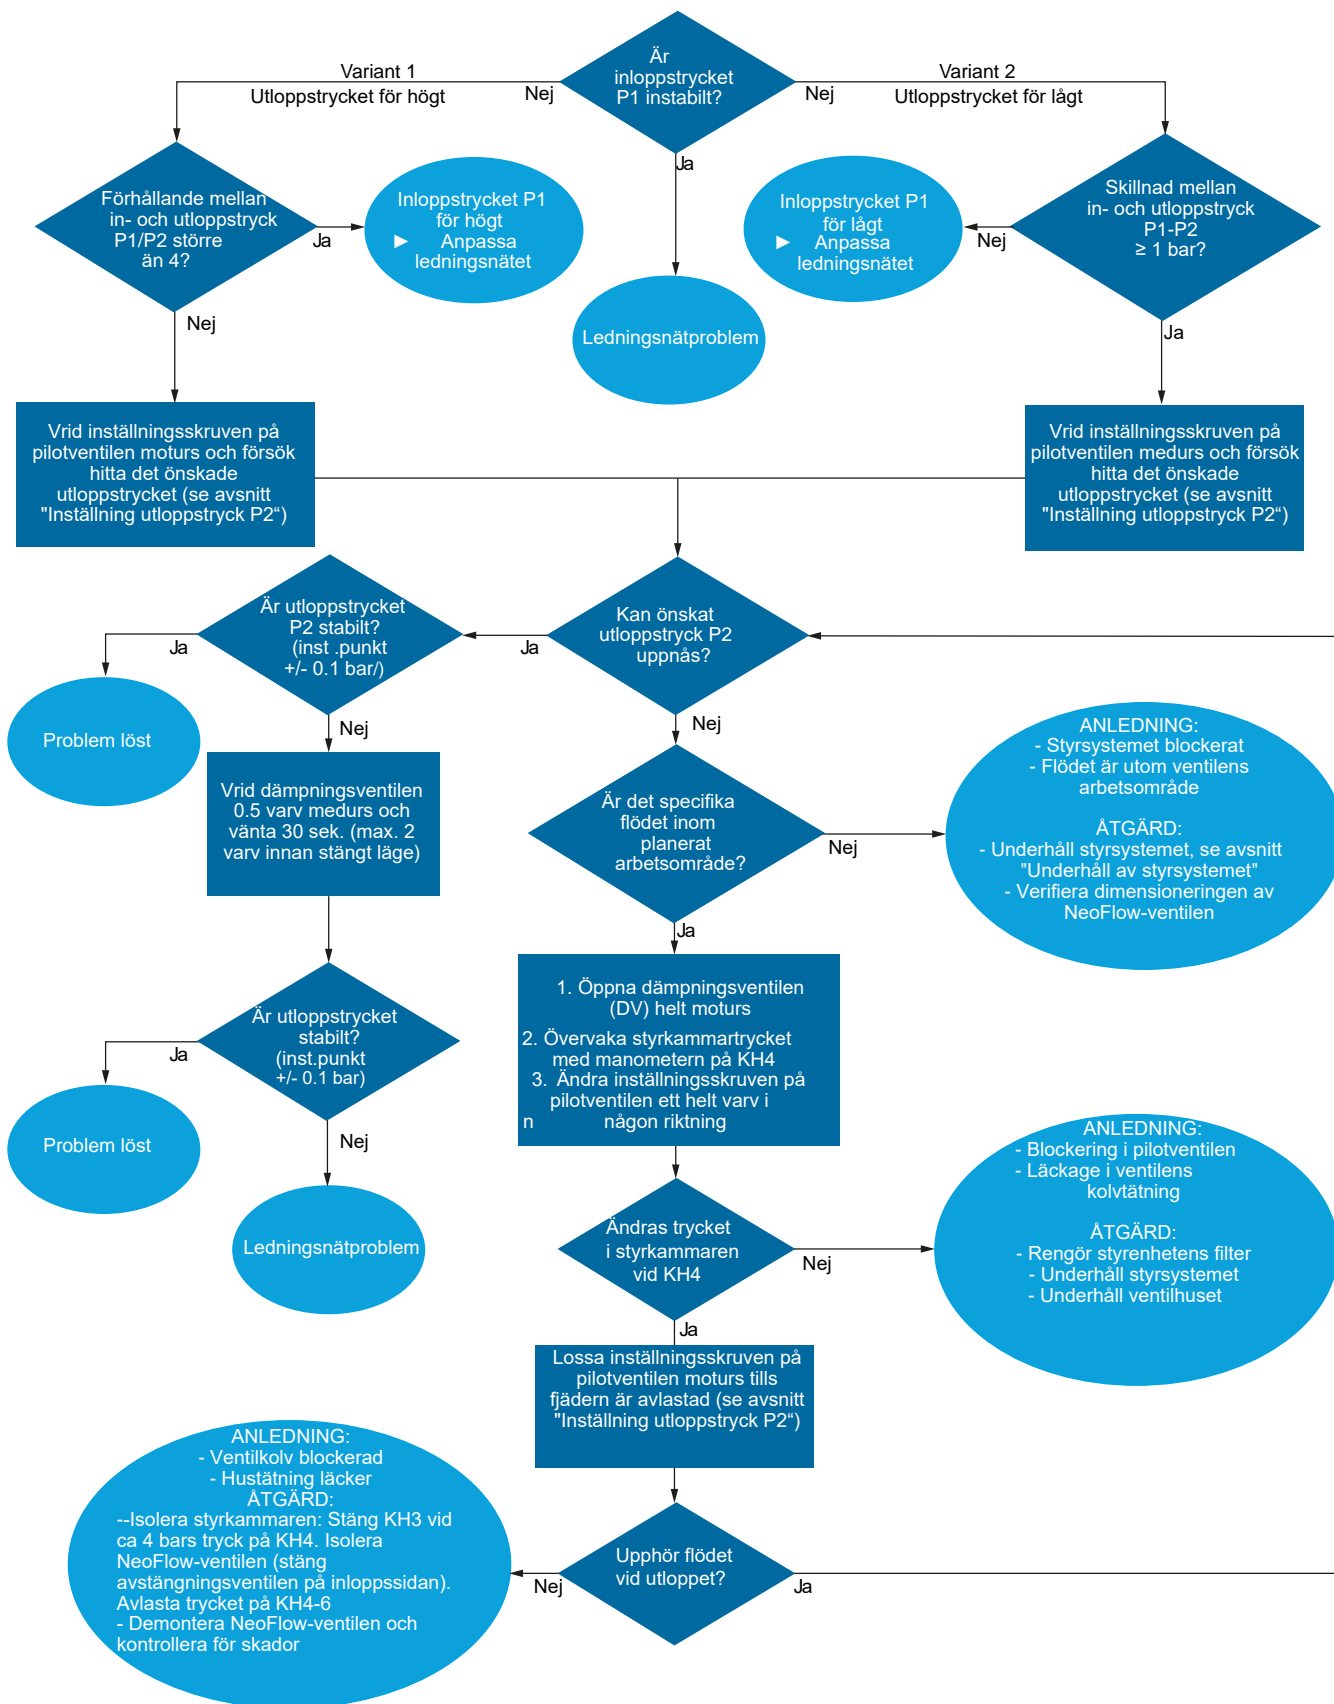 Är
inloppstrycket
P1 instabilt?
Variant 1
Utloppstrycket för högt
Nej
Variant 2
Nej
Utloppstrycket för lågt
Ja
Förhållande mellan
in- och utloppstryck
P1/P2 större
än 4?
Ja
Inloppstrycket P1
för högt
► Anpassa
ledningsnätet
Inloppstrycket P1
för lågt
► Anpassa
ledningsnätet
Nej
Skillnad mellan
in- och utloppstryck
P1-P2
≥ 1 bar?
Nej
Ledningsnätproblem
Ja
Vrid inställningsskruven på
pilotventilen moturs och försök
hitta det önskade
utloppstrycket (se avsnitt
"Inställning utloppstryck P2“)
Vrid inställningsskruven på
pilotventilen medurs och försök
hitta det önskade
utloppstrycket (se avsnitt
"Inställning utloppstryck P2“)
Är utloppstrycket
P2 stabilt?
(inst .punkt
+/- 0.1 bar/)
Ja
Ja
Kan önskat
utloppstryck P2
uppnås?
Problem löst
Nej
Nej
Vrid dämpningsventilen
0.5 varv medurs och
vänta 30 sek. (max. 2
varv innan stängt läge)
Är det specifika
flödet inom
planerat
arbetsområde?
Nej
ANLEDNING:
- Styrsystemet blockerat
- Flödet är utom ventilens
arbetsområde
ÅTGÄRD:
- Underhåll styrsystemet, se avsnitt
"Underhåll av styrsystemet"
- Verifiera dimensioneringen av
NeoFlow-ventilen
Ja
1. Öppna dämpningsventilen
(DV) helt moturs
2. Övervaka styrkammartrycket
med manometern på KH4
3. Ändra inställningsskruven på
pilotventilen ett helt varv i
n någon riktning
Är utloppstrycket
stabilt?
(inst.punkt
+/- 0.1 bar)
Ja
Problem löst
Nej
Ledningsnätproblem
Ändras trycket
i styrkammaren
vid KH4
Nej
ANLEDNING:
- Blockering i pilotventilen
- Läckage i ventilens
kolvtätning
ÅTGÄRD:
- Rengör styrenhetens filter
- Underhåll styrsystemet
- Underhåll ventilhuset
Ja
Lossa inställningsskruven på
pilotventilen moturs tills
fjädern är avlastad (se avsnitt
"Inställning utloppstryck P2“)
ANLEDNING:
- Ventilkolv blockerad
- Hustätning läcker
ÅTGÄRD:
--Isolera styrkammaren: Stäng KH3 vid
ca 4 bars tryck på KH4. Isolera
NeoFlow-ventilen (stäng
avstängningsventilen på inloppssidan).
Avlasta trycket på KH4-6
- Demontera NeoFlow-ventilen och
kontrollera för skador
Nej
Upphör flödet
vid utloppet?
Ja